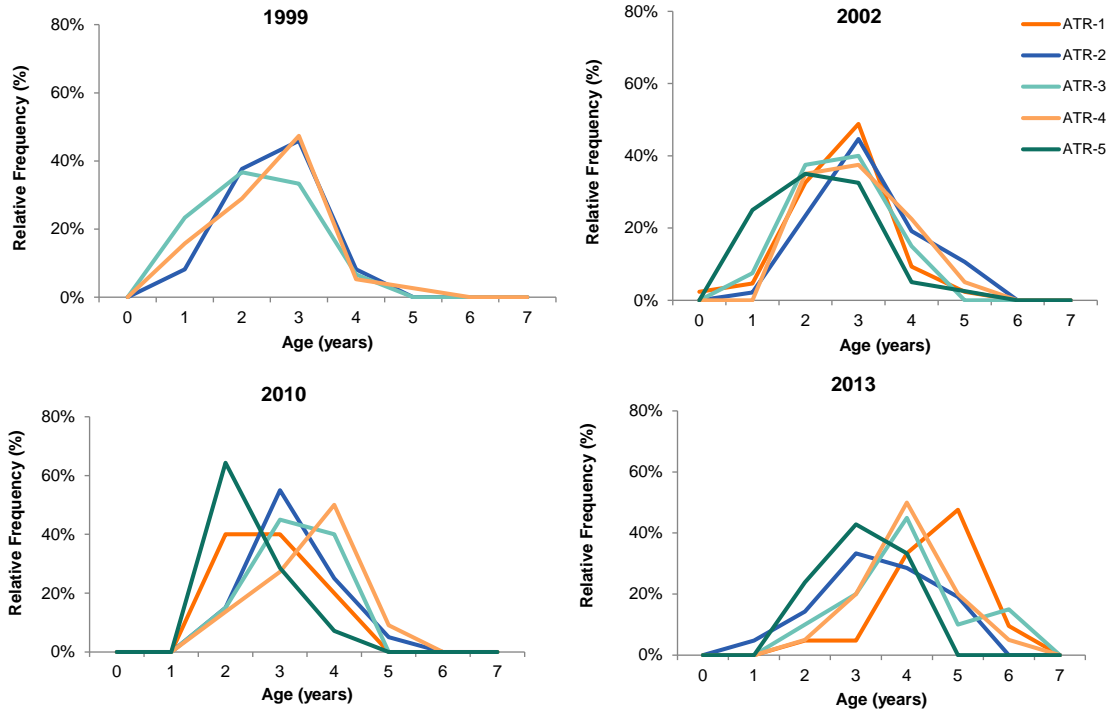 1999
Relative Frequency (%)
80%
60%
40%
20%
0%
0 1 2 3 4 5 6 7
Age (years)
2002
Relative Frequency (%)
80%
60%
40%
20%
0%
0 1 2 3 4 5 6 7
Age (years)
ATR-1
ATR-2
ATR-3
ATR-4
ATR-5
2010
Relative Frequency (%)
80%
60%
40%
20%
0%
0 1 2 3 4 5 6 7
Age (years)
2013
Relative Frequency (%)
80%
60%
40%
20%
0%
0 1 2 3 4 5 6 7
Age (years)